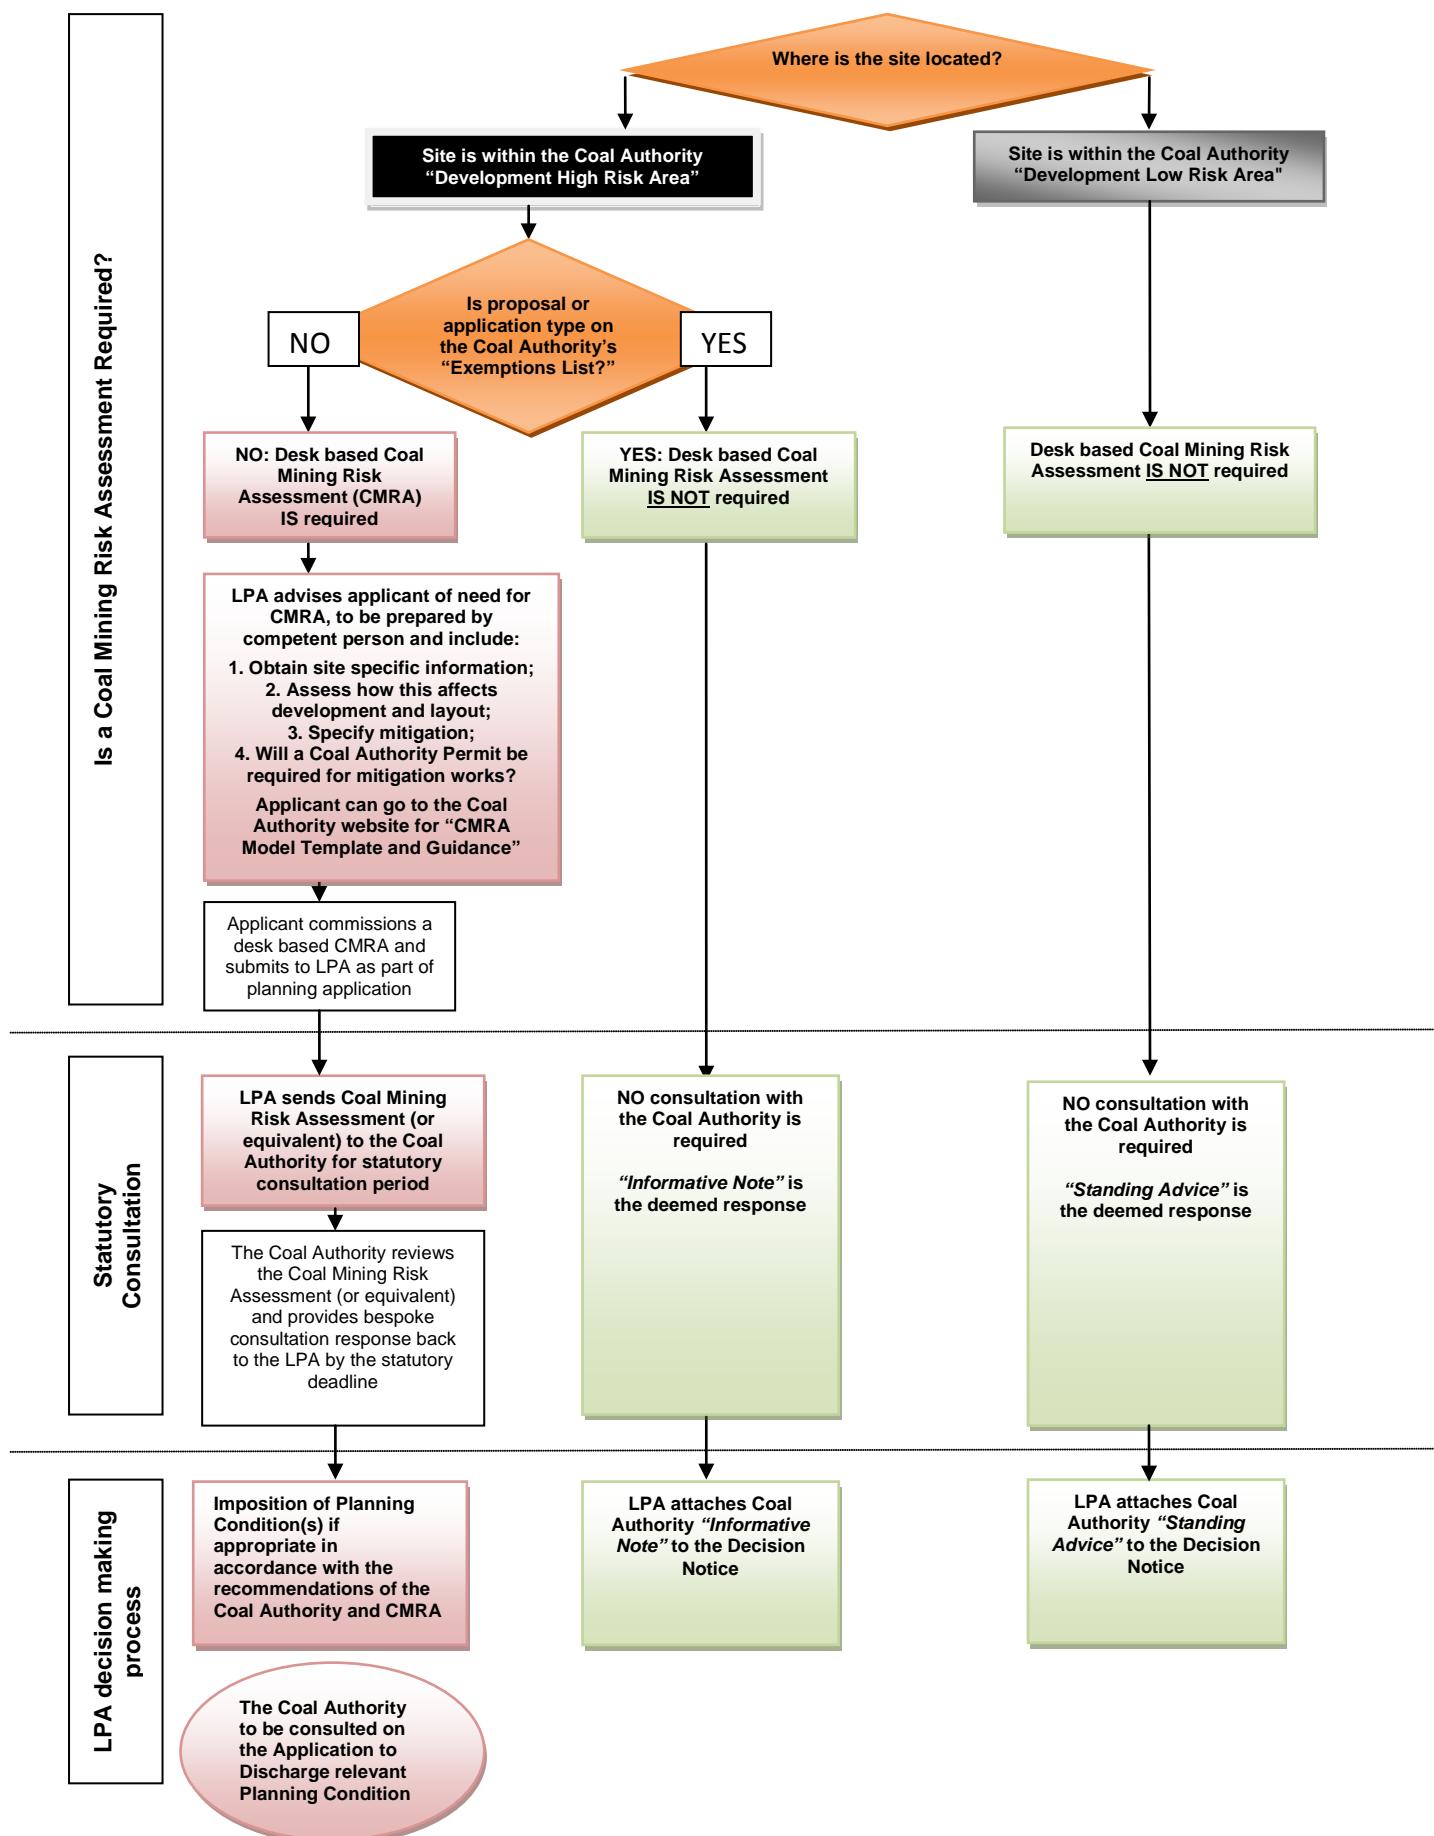 Where is the site located?
Site is within the Coal Authority
“Development High Risk Area”
Site is within the Coal Authority
“Development Low Risk Area"
Is a Coal Mining Risk Assessment Required?
Is proposal or
application type on
the Coal Authority’s
“Exemptions List?”
NO
YES
NO: Desk based Coal
Mining Risk
Assessment (CMRA)
IS required
YES: Desk based Coal
Mining Risk Assessment
IS NOT required
Desk based Coal Mining Risk
Assessment IS NOT required
LPA advises applicant of need for
CMRA, to be prepared by
competent person and include:
1. Obtain site specific information;
2. Assess how this affects
development and layout;
3. Specify mitigation;
4. Will a Coal Authority Permit be
required for mitigation works?
Applicant can go to the Coal
Authority website for “CMRA
Model Template and Guidance”
Applicant commissions a
desk based CMRA and
submits to LPA as part of
planning application
Statutory
Consultation
LPA sends Coal Mining
Risk Assessment (or
equivalent) to the Coal
Authority for statutory
consultation period
The Coal Authority reviews
the Coal Mining Risk
Assessment (or equivalent)
and provides bespoke
consultation response back
to the LPA by the statutory
deadline
NO consultation with
the Coal Authority is
required
“Informative Note” is
the deemed response
NO consultation with
the Coal Authority is
required
“Standing Advice” is
the deemed response
LPA decision making
process
Imposition of Planning
Condition(s) if
appropriate in
accordance with the
recommendations of the
Coal Authority and CMRA
LPA attaches Coal
Authority “Informative
Note” to the Decision
Notice
LPA attaches Coal
Authority “Standing
Advice” to the Decision
Notice
The Coal Authority
to be consulted on
the Application to
Discharge relevant
Planning Condition